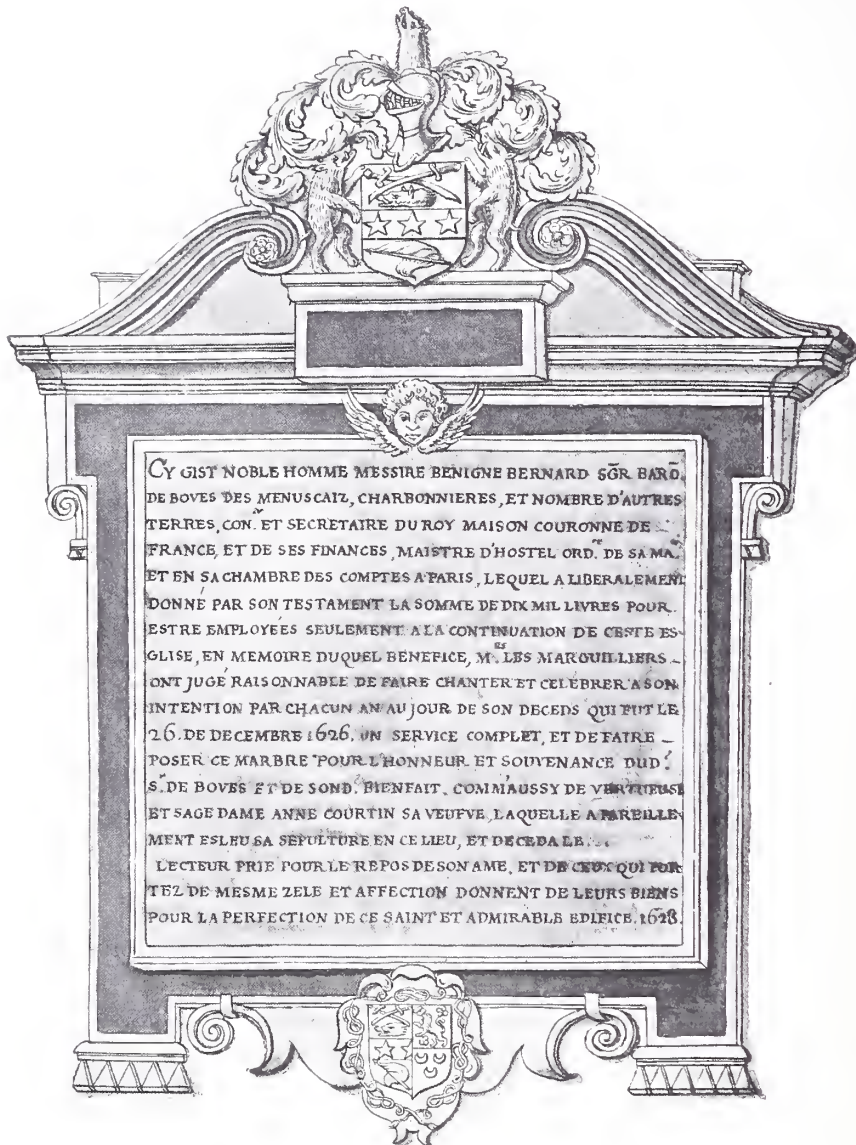 CY GIST NOBLE HOMME MESSIRE BENIGNE BERNARD SGR̄ BARŌ.
DE BOVES DES MENUSCAIZ, CHARBONNIERES, ET NOMBRE D'AUTRES
TERRES, CON.er ET SECRETAIRE DU ROY MAISON COURONNE DE
FRANCE, ET DE SES FINANCES, MAISTRE D'HOSTEL ORD.re DE SA MA.
ET EN SA CHAMBRE DES COMPTES A PARIS, LEQUEL A LIBERALEMENT
DONNÉ PAR SON TESTAMENT LA SOMME DE DIX MIL LIVRES POUR
ESTRE EMPLOYÉES SEULEMENT A LA CONTINUATION DE CESTE ES-
GLISE, EN MEMOIRE DUQUEL BENEFICE, M.ES LES MARGUILLIERS
ONT JUGÉ RAISONNABLE DE FAIRE CHANTER ET CELEBRER A SON
INTENTION PAR CHACUN AN AU JOUR DE SON DECEDS QUI FUT LE
26. DE DECEMBRE 1626. UN SERVICE COMPLET, ET DE FAIRE
POSER CE MARBRE POUR L'HONNEUR ET SOUVENANCE DUD.
S. DE BOVES ET DE SOND. BIENFAIT, COMM'AUSSY DE VERTUEUSE
ET SAGE DAME ANNE COURTIN SA VEUFVE, LAQUELLE A PAREILLE
MENT ESLEU SA SEPULTURE EN CE LIEU, ET DECEDA LE
LECTEUR PRIE POUR LE REPOS DE SON AME, ET DE CEUX QUI POR
TEZ DE MESME ZELE ET AFFECTION DONNENT DE LEURS BIENS
POUR LA PERFECTION DE CE SAINT ET ADMIRABLE EDIFICE. 1628.